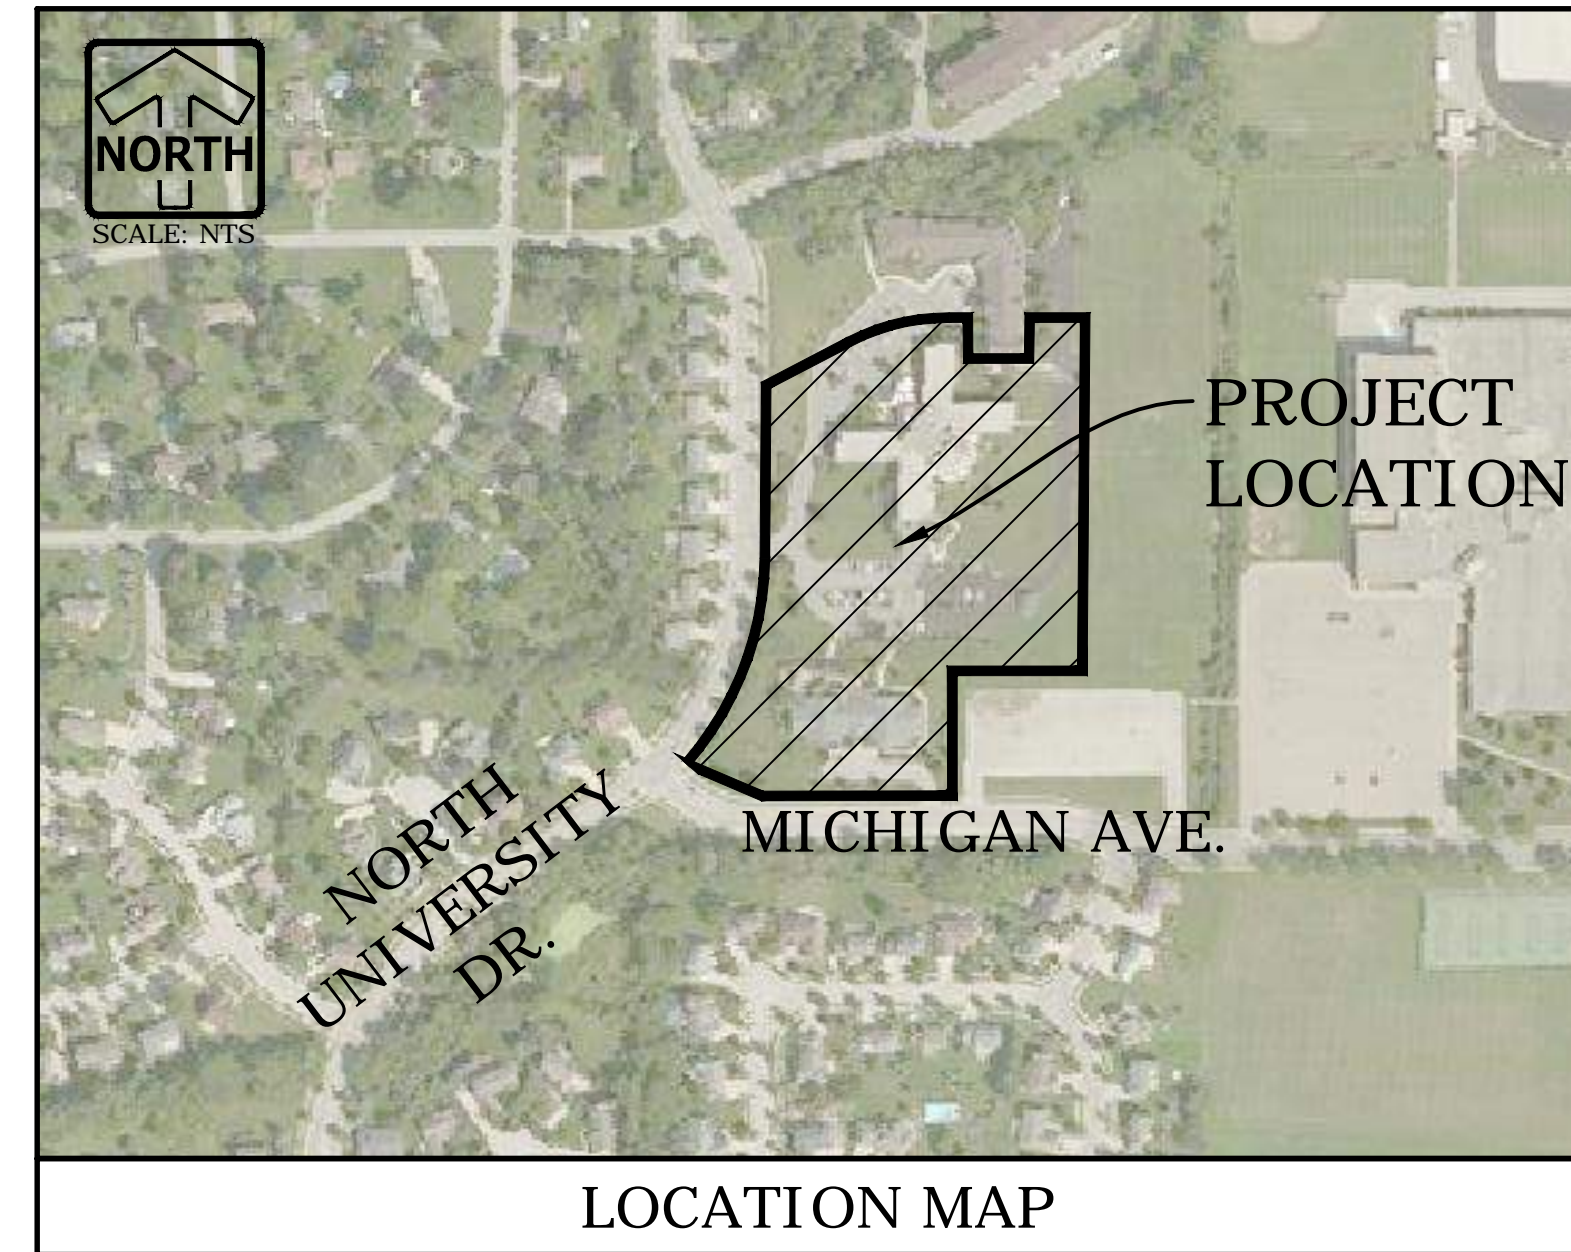 NORTH
SCALE: NTS
PROJECT
LOCATION
MICHIGAN AVE.
NORTH
UNIVERSITY
DR.
LOCATION MAP